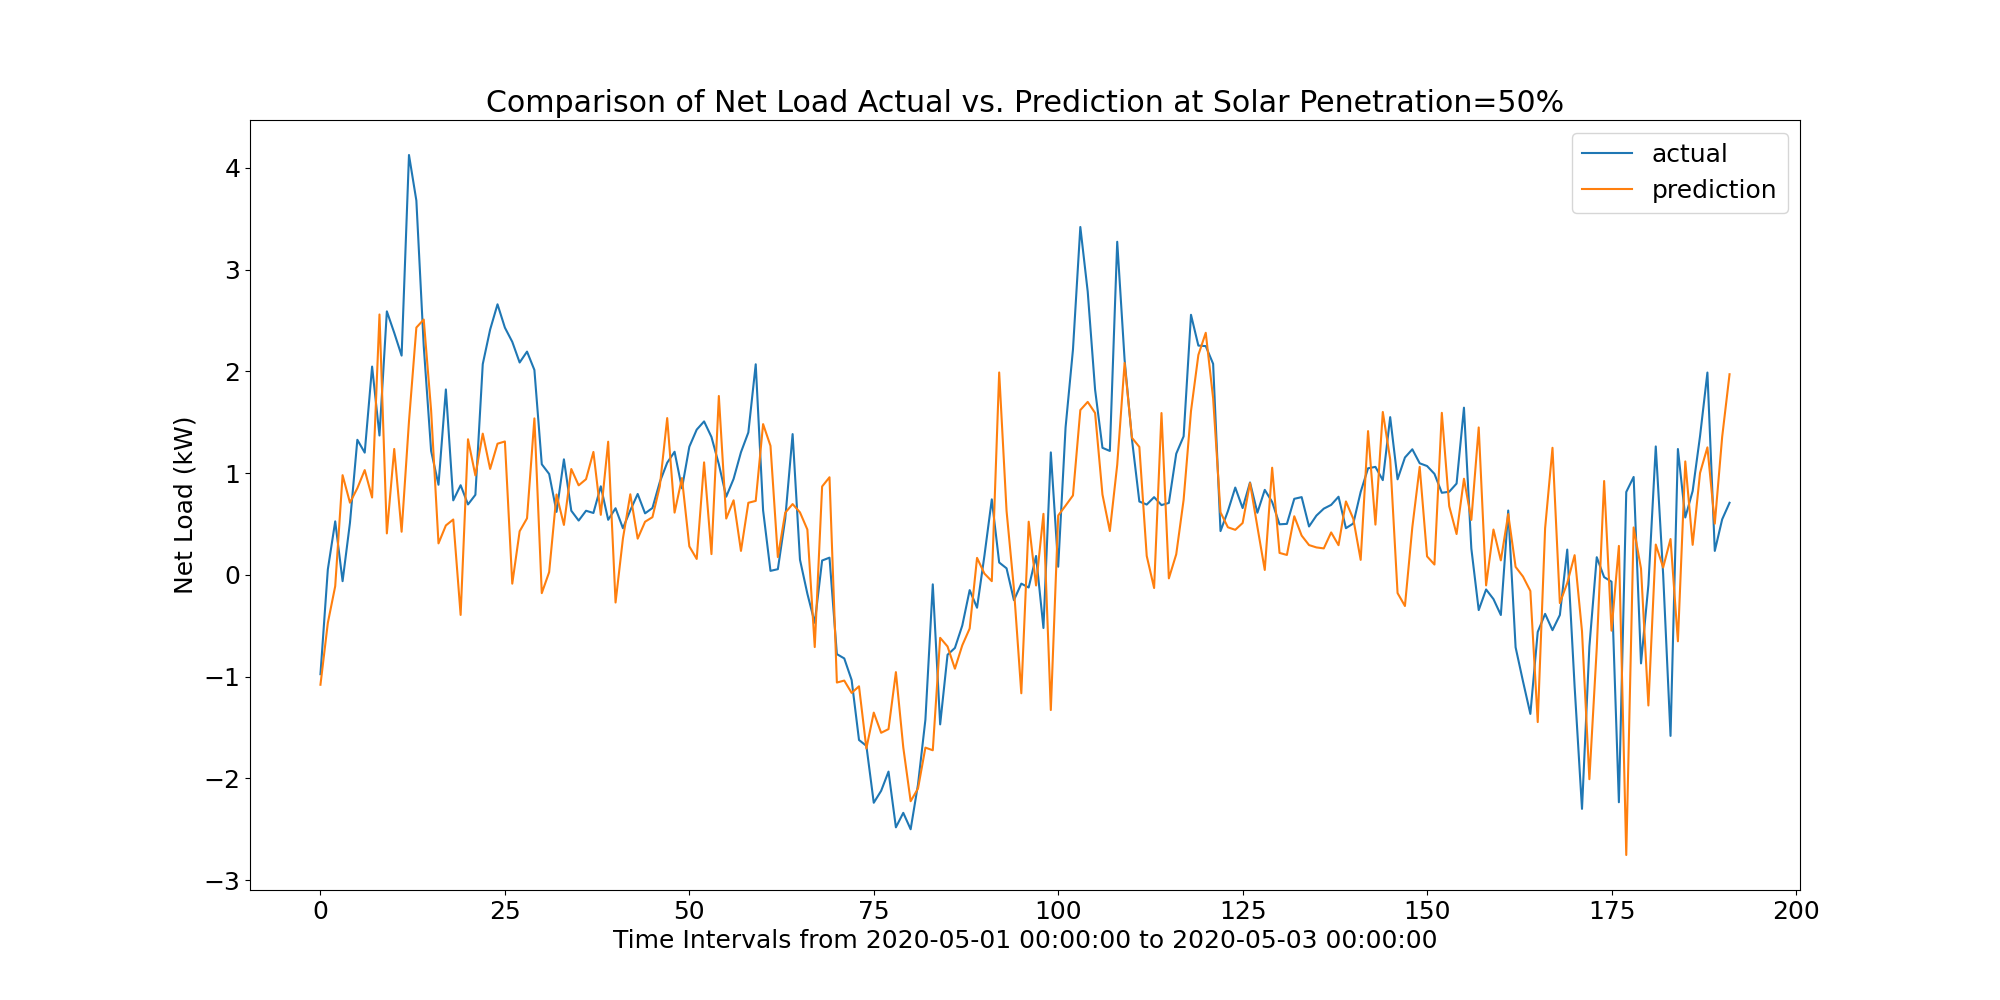 Comparison of Net Load Actual vs. Prediction at Solar Penetration=50%
actual
prediction
Net Load (kW)
4
3
2
1
0
−1
−2
−3
0 25 50 75 100 125 150 175 200
Time Intervals from 2020-05-01 00:00:00 to 2020-05-03 00:00:00